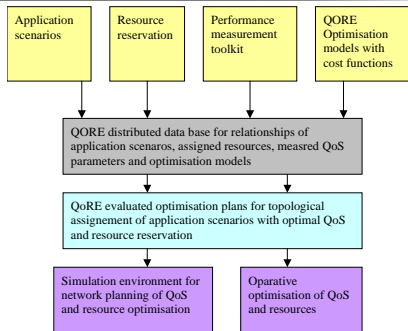 Application
scenarios
Resource
reservation
Performance
measurement
toolkit
QORE
Optimisation
models with
cost functions
QORE distributed data base for relationships of
application scenaros, assigned resources, measred QoS
parameters and optimisation models
QoRE evaluated optimisation plans for topological
assignement of application scenarios with optimal QoS
and resource reservation
Simulation environment for
network planning of QoS
and resource optimisation
Oparative
optimisation of QoS
and resources